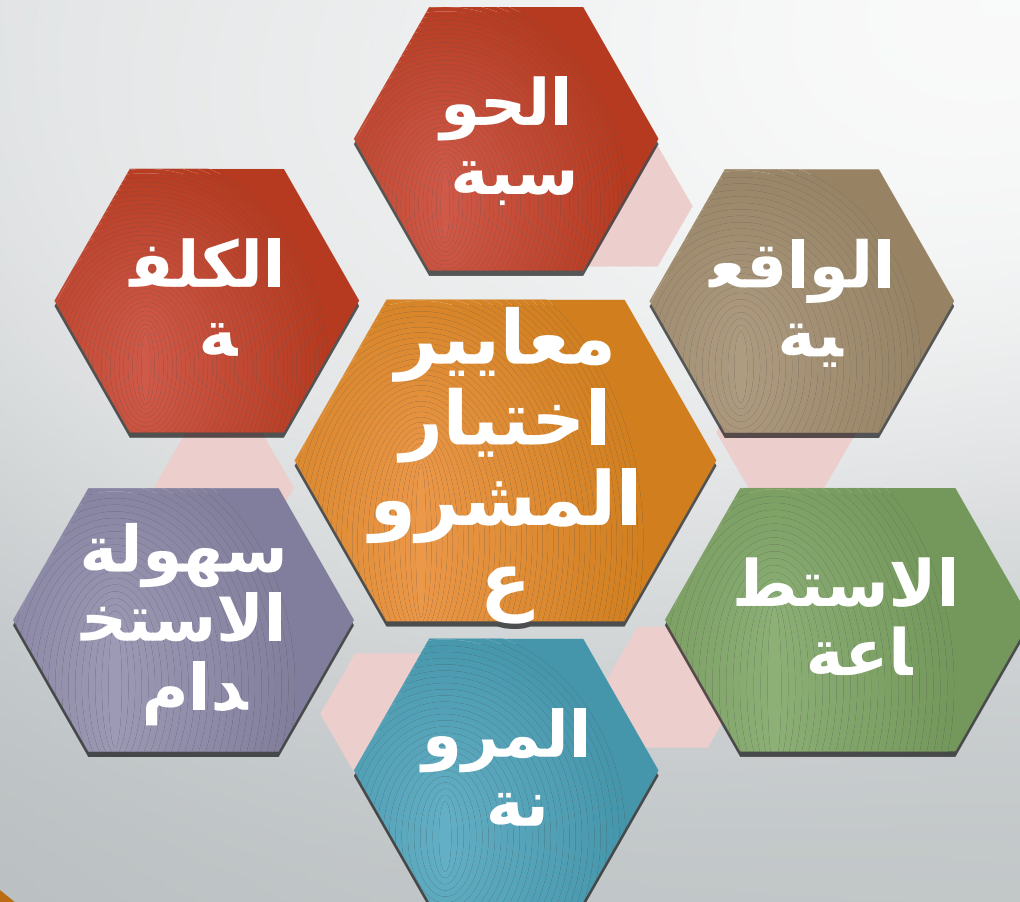 الحو
سبة
الواقع
ية
الكلف
ة
معايير
اختيار
المشرو
ع
الاستط
اعة
سهولة
الاستخ
دام
المرو
نة